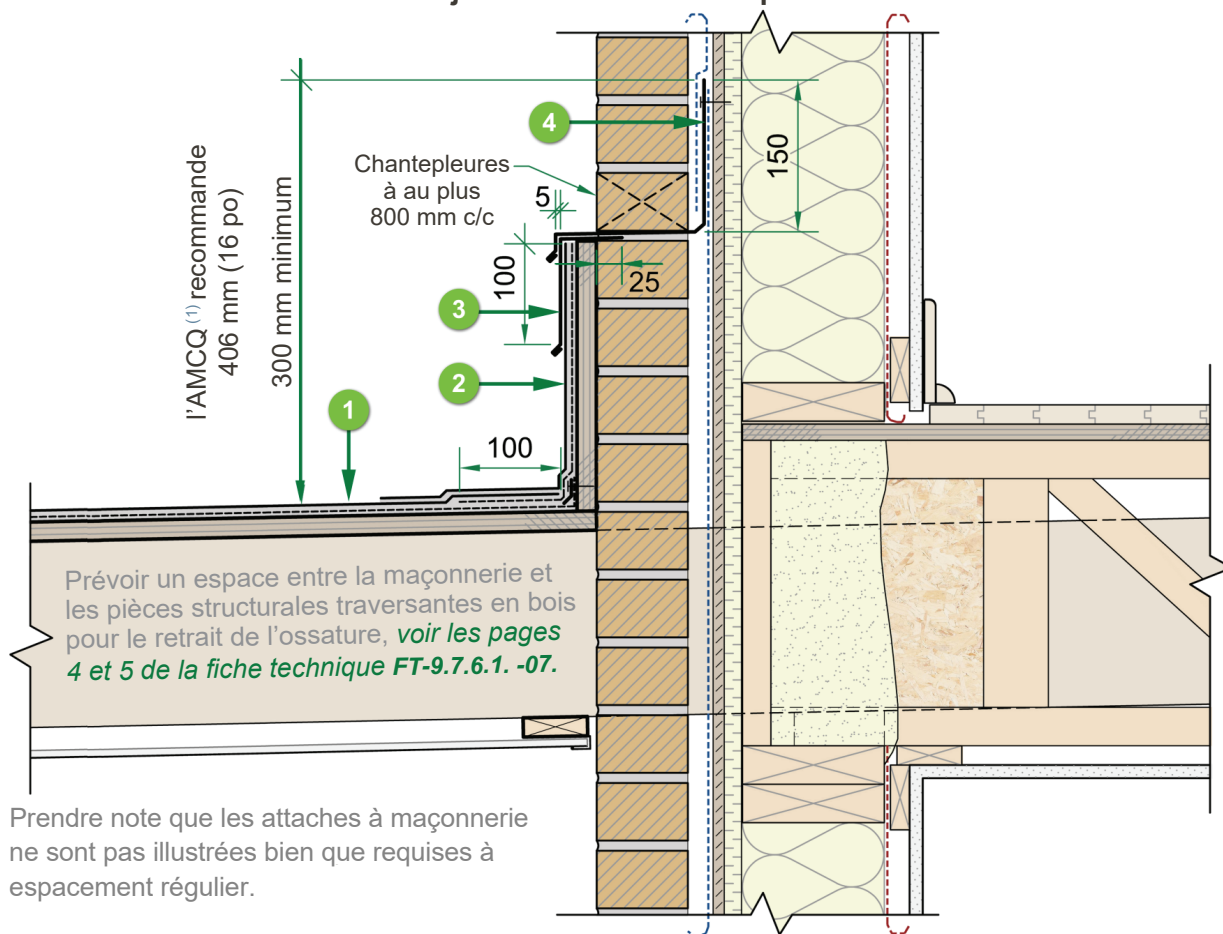 l'AMCQ (1) recommande
406 mm (16 po)
300 mm minimum
4
Chantepleures
à au plus
800 mm c/c
5
150
100
25
3
2
1
100
Prévoir un espace entre la maçonnerie et
les pièces structurales traversantes en bois
pour le retrait de l'ossature, voir les pages
4 et 5 de la fiche technique FT-9.7.6.1. -07.
Prendre note que les attaches à maçonnerie
ne sont pas illustrées bien que requises à
espacement régulier.